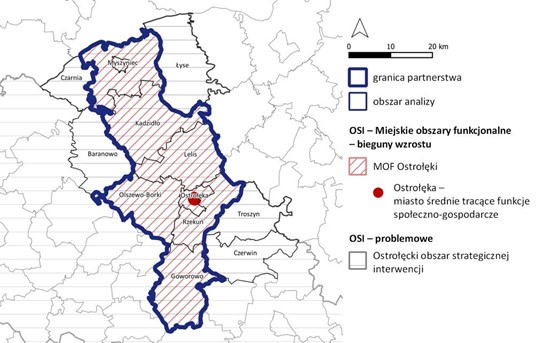 Myszyniec
Łyse
Czarnia
Kadzidło
Baranowo
Lelis
Olszewo-Borki
Ostrołęka
Troszyn
Rzekuń
Czerwin
Goworowo
0 10 20 km
granica partnerstwa
obszar analizy
OSI – Miejskie obszary funkcjonalne
– bieguny wzrostu
MOF Ostrołęki
Ostrołęka –
miasto średnie tracące funkcje
społeczno-gospodarcze
OSI – problemowe
Ostrołęcki obszar strategicznej
interwencji